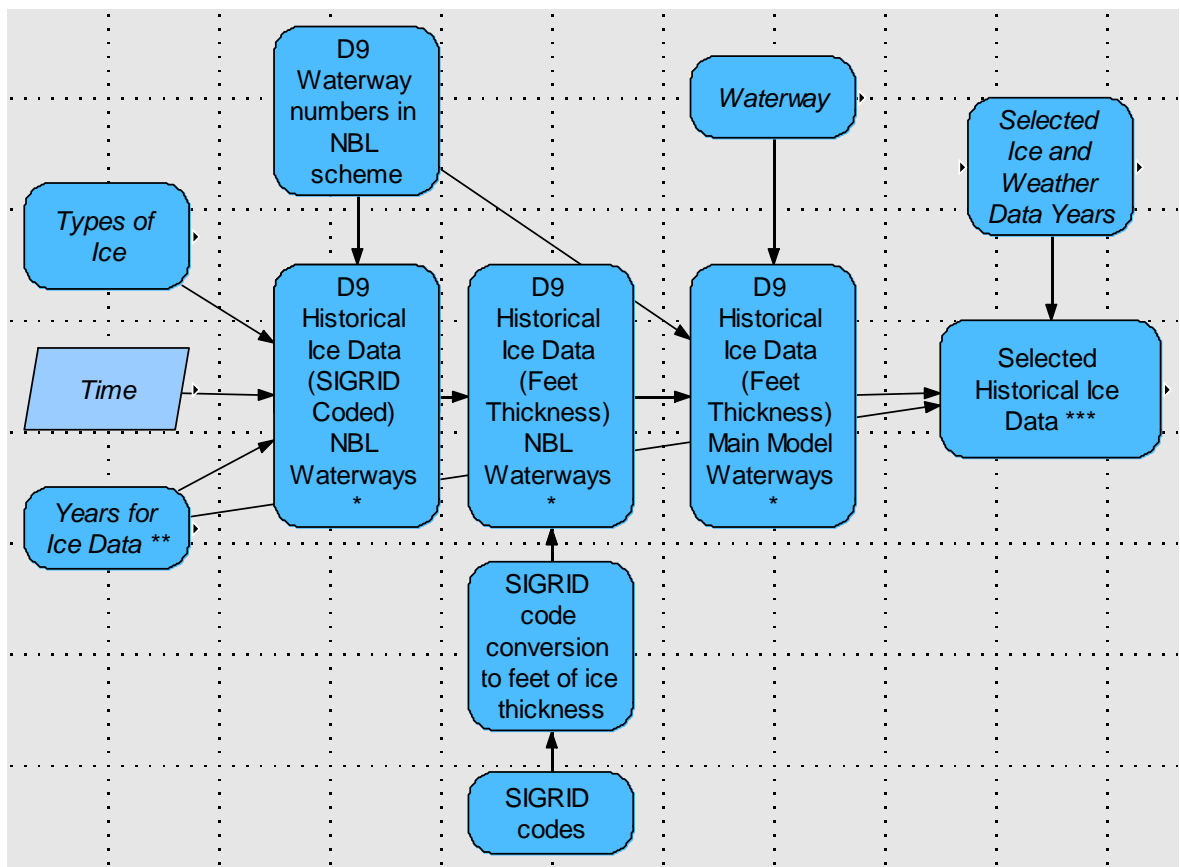 D9
Waterway
numbers in
NBL
scheme
Waterway
Selected
Ice and
Weather
Data Years
Types of
Ice
Time
Years for
Ice Data **
D9
Historical
Ice Data
(SIGRID
Coded)
NBL
Waterways
*
D9
Historical
Ice Data
(Feet
Thickness)
NBL
Waterways
*
D9
Historical
Ice Data
(Feet
Thickness)
Main Model
Waterways
*
Selected
Historical Ice
Data ***
SIGRID
code
conversion
to feet of ice
thickness
SIGRID
codes